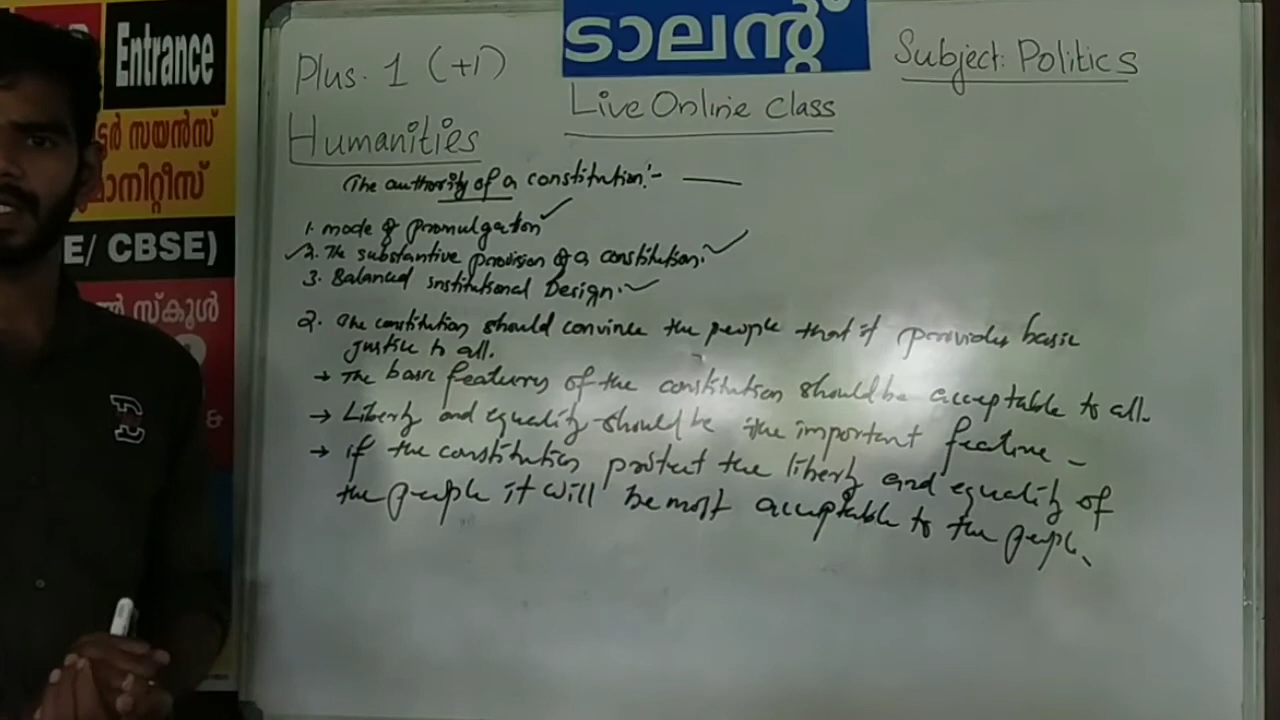 Entrance
ട്ടർ സയൻസ്
മാനിറ്റീസ്
E/ CBSE)
ൽ സ്കൂൾ
ടാലന്റ്
Plus. 1 (+1)
Subject: Politics
Live Online Class
Humanities
The authority of a constitution:-
1. mode of promulgation
2. The substantive provision of a constitution.
3. Balanced institutional Design.
2. The constitution should convince the people that it provides basic
justice to all.
→ The basic features of the constitution should be acceptable to all.
→ Liberty and equality should be the important feature -
→ if the constitution protect the liberty and equality of
the people it will be most acceptable to the people.